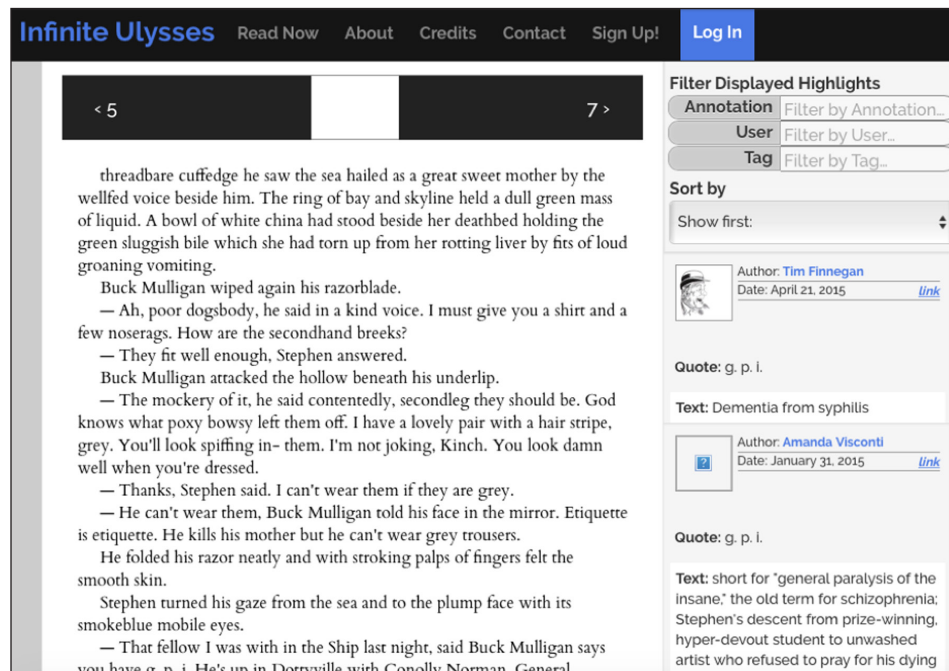 Infinite Ulysses Read Now About Credits Contact Sign Up! Log In
‹ 5 7 ›
threadbare cuffedge he saw the sea hailed as a great sweet mother by the
wellfed voice beside him. The ring of bay and skyline held a dull green mass
of liquid. A bowl of white china had stood beside her deathbed holding the
green sluggish bile which she had torn up from her rotting liver by fits of loud
groaning vomiting.
Buck Mulligan wiped again his razorblade.
— Ah, poor dogsbody, he said in a kind voice. I must give you a shirt and a
few noserags. How are the secondhand breeks?
— They fit well enough, Stephen answered.
Buck Mulligan attacked the hollow beneath his underlip.
— The mockery of it, he said contentedly, secondleg they should be. God
knows what poxy bowsy left them off. I have a lovely pair with a hair stripe,
grey. You'll look spiffing in- them. I'm not joking, Kinch. You look damn
well when you're dressed.
— Thanks, Stephen said. I can't wear them if they are grey.
— He can't wear them, Buck Mulligan told his face in the mirror. Etiquette
is etiquette. He kills his mother but he can't wear grey trousers.
He folded his razor neatly and with stroking palps of fingers felt the
smooth skin.
Stephen turned his gaze from the sea and to the plump face with its
smokeblue mobile eyes.
— That fellow I was with in the Ship last night, said Buck Mulligan says
you have g. p. i. He's up in Dottyville with Conolly Norman. General
Filter Displayed Highlights
Annotation Filter by Annotation...
User Filter by User...
Tag Filter by Tag...
Sort by
Show first:
Author: Tim Finnegan
Date: April 21, 2015 link
Quote: g. p. i.
Text: Dementia from syphilis
Author: Amanda Visconti
Date: January 31, 2015 link
Quote: g. p. i.
Text: short for "general paralysis of the
insane," the old term for schizophrenia;
Stephen's descent from prize-winning,
hyper-devout student to unwashed
artist who refused to pray for his dying